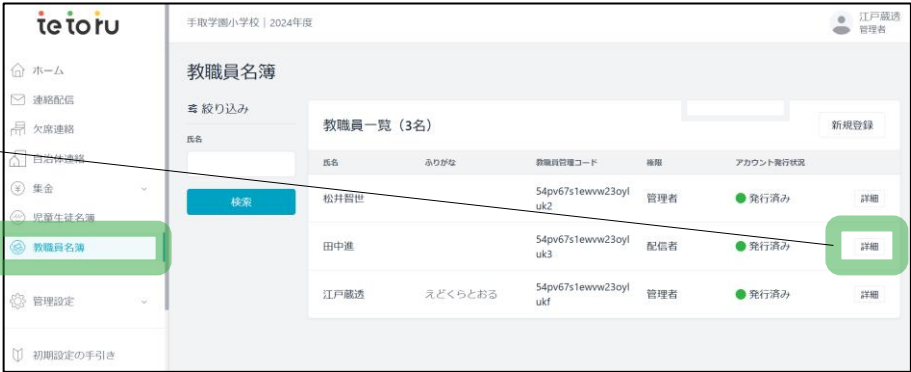 tetoru
手取学園小学校｜2024年度
江戸蔵透
管理者
ホーム
連絡配信
欠席連絡
自治体連絡
集金
児童生徒名簿
教職員名簿
管理設定
初期設定の手引き
教職員名簿
絞り込み
氏名
検索
教職員一覧（3名）
新規登録
氏名 ふりがな 教職員管理コード 権限 アカウント発行状況
松井智世 54pv67s1ewvw23oyluk2 管理者 発行済み 詳細
田中進 54pv67s1ewvw23oyluk3 配信者 発行済み 詳細
江戸蔵透 えどくらとおる 54pv67s1ewvw23oylukf 管理者 発行済み 詳細